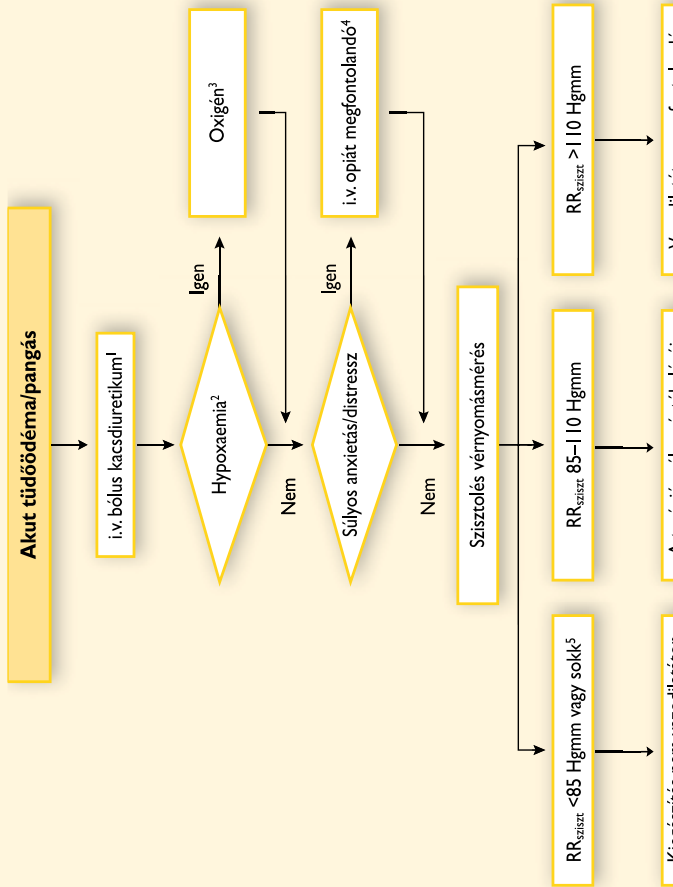 Akut tüdőödéma/pangás
i.v. bólus kacsdiuretikum¹
Hypoxaemia²
Igen
Oxigén³
Nem
Súlyos anxietás/distressz
Igen
i.v. opiát megfontolandó⁴
Nem
Szisztolés vérnyomásmérés
RRsziszt <85 Hgmm vagy sokk⁵
RRsziszt 85–110 Hgmm
RRsziszt >110 Hgmm